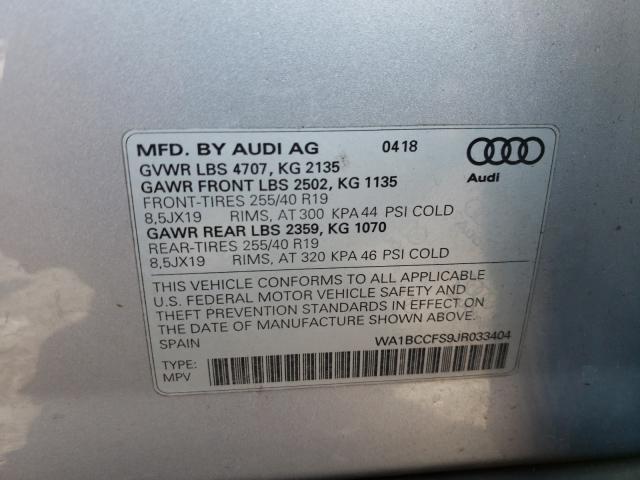 MFD. BY AUDI AG 0418
GVWR LBS 4707, KG 2135
GAWR FRONT LBS 2502, KG 1135
Audi
FRONT-TIRES 255/40 R19
8,5JX19 RIMS, AT 300 KPA 44 PSI COLD
GAWR REAR LBS 2359, KG 1070
REAR-TIRES 255/40 R19
8,5JX19 RIMS, AT 320 KPA 46 PSI COLD
THIS VEHICLE CONFORMS TO ALL APPLICABLE
U.S. FEDERAL MOTOR VEHICLE SAFETY AND
THEFT PREVENTION STANDARDS IN EFFECT ON
THE DATE OF MANUFACTURE SHOWN ABOVE.
SPAIN WA1BCCFS9JR033404
TYPE:
MPV